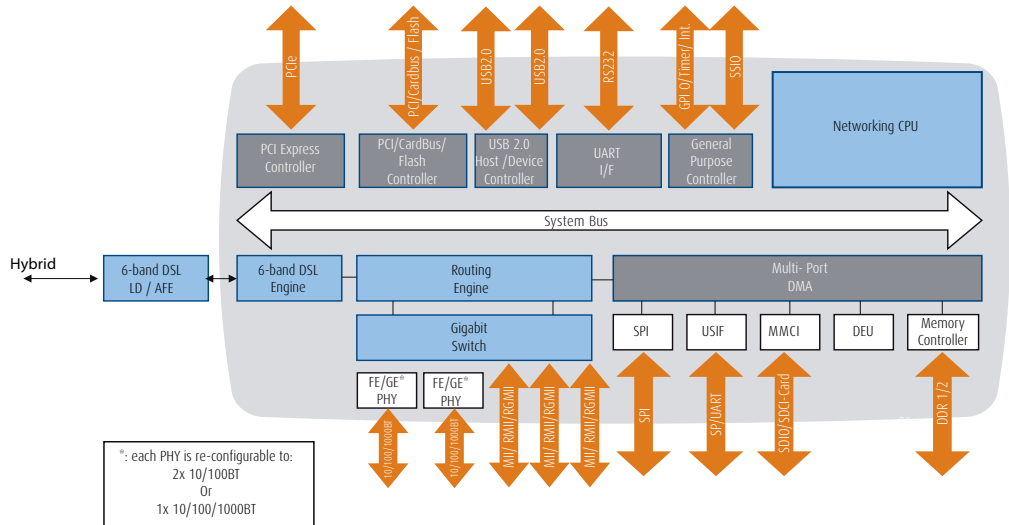 PCIe
PCI/Cardbus / Flash
USB2.0
USB2.0
RS232
GPI O/Timer/ Int.
SSIO
PCI Express
Controller
PCI/CardBus/
Flash
Controller
USB 2.0
Host /Device
Controller
UART
I/F
General
Purpose
Controller
Networking CPU
System Bus
Hybrid
6-band DSL
LD / AFE
6-band DSL
Engine
Routing
Engine
Multi- Port
DMA
Gigabit
Switch
SPI
USIF
MMCI
DEU
Memory
Controller
FE/GE*
PHY
FE/GE*
PHY
10/100/1000BT
10/100/1000BT
MII/ RMII/RGMII
MII/ RMII/RGMII
MII/ RMII/RGMII
SPI
SP/UART
SDIO/SDCI-Card
DDR 1/2
*: each PHY is re-configurable to:
2x 10/100BT
Or
1x 10/100/1000BT